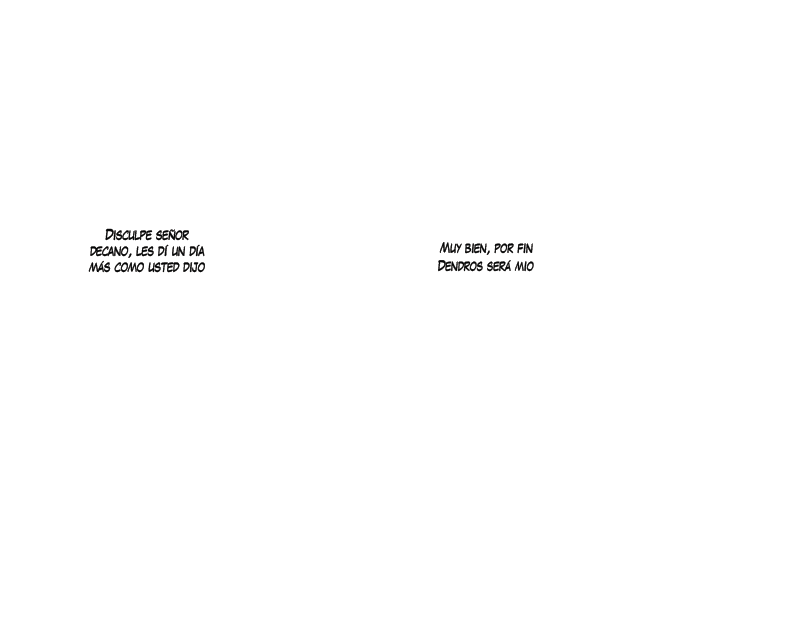 Disculpe señor
decano, les dí un día
más como usted dijo
Muy bien, por fin
Dendros será mio